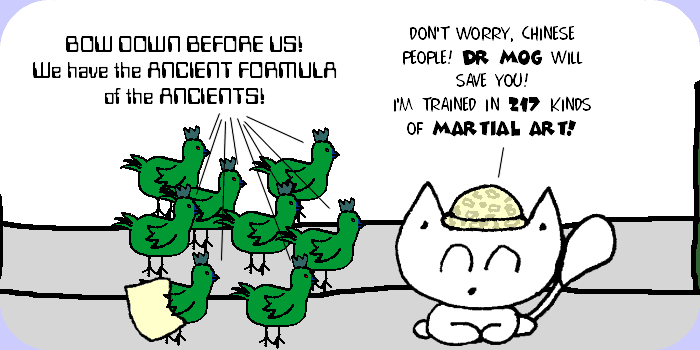 BOW DOWN BEFORE US!
We have the ANCIENT FORMULA
of the ANCIENTS!
DON'T WORRY, CHINESE
PEOPLE! DR MOG WILL
SAVE YOU!
I'M TRAINED IN 217 KINDS
OF MARTIAL ART!